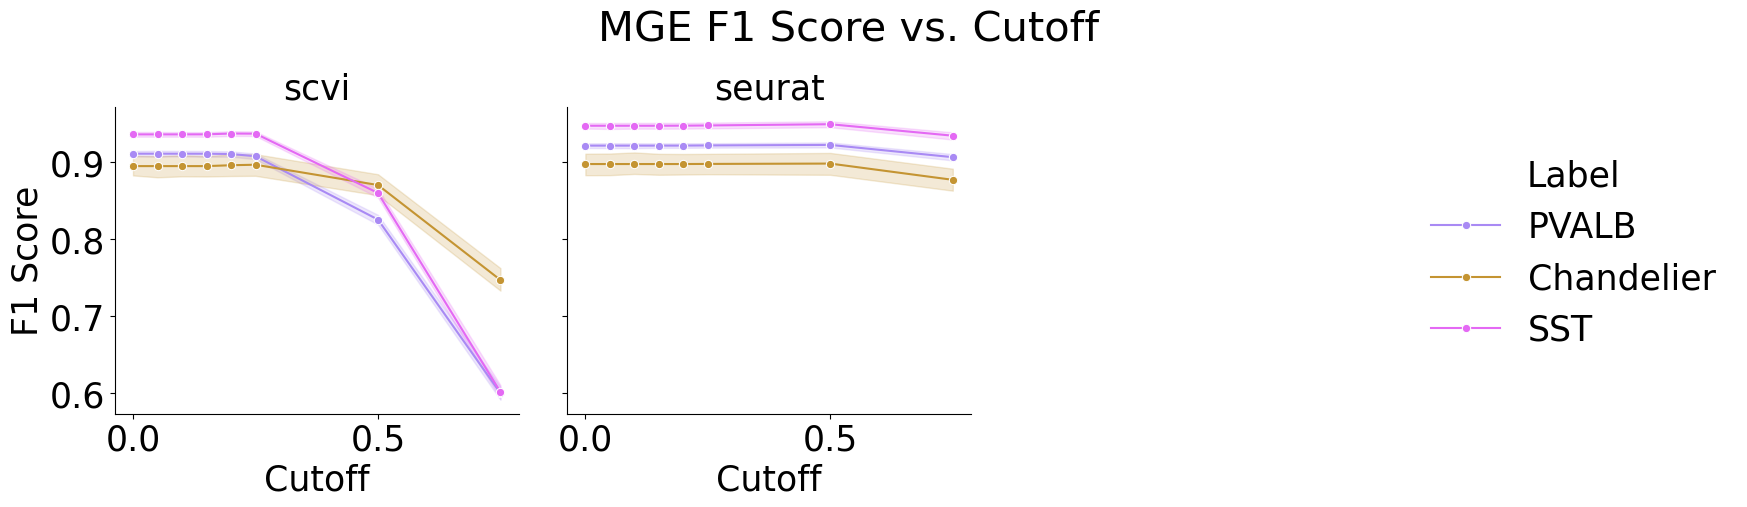 MGE F1 Score vs. Cutoff
scvi
seurat
F1 Score
0.9
0.8
0.7
0.6
0.0
0.5
Cutoff
0.0
0.5
Cutoff
Label
PVALB
Chandelier
SST